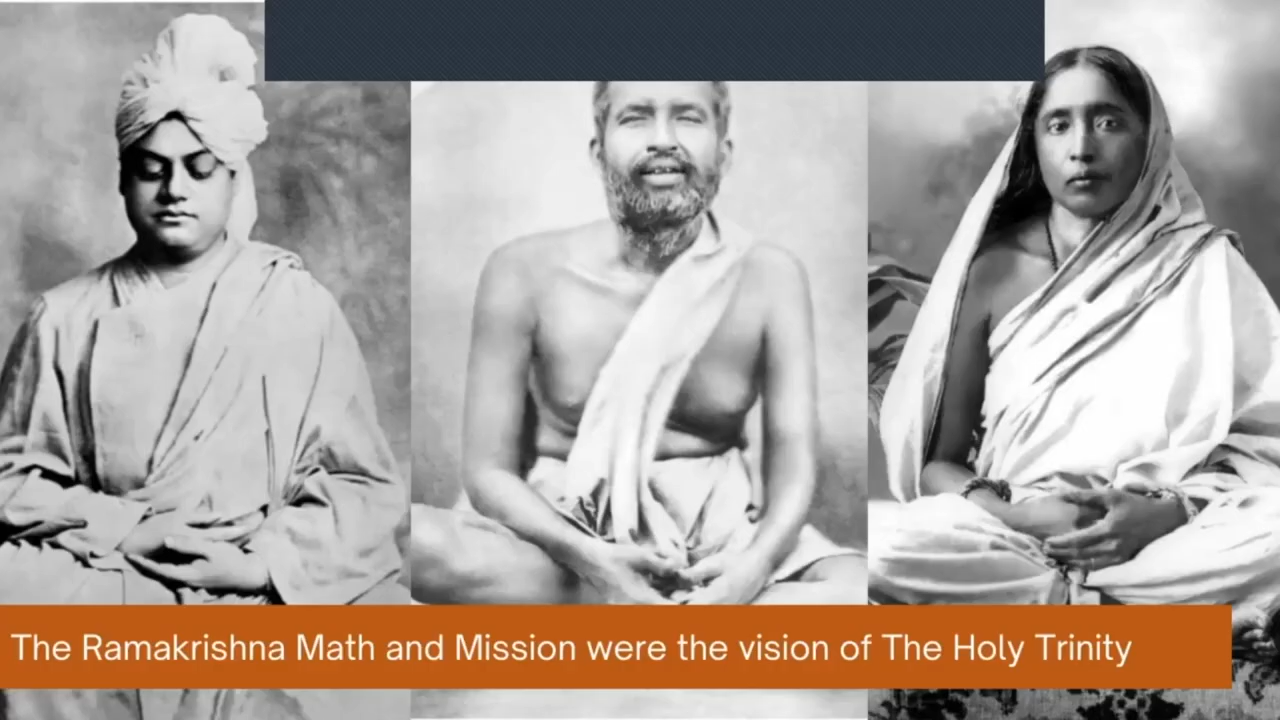 The Ramakrishna Math and Mission were the vision of The Holy Trinity